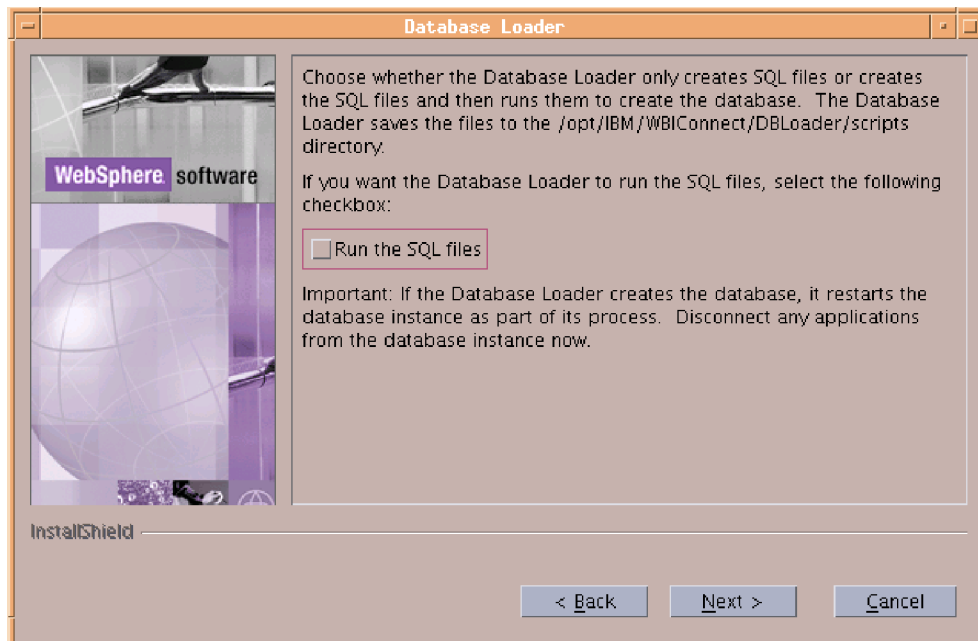 Database Loader
Choose whether the Database Loader only creates SQL files or creates
the SQL files and then runs them to create the database. The Database
Loader saves the files to the /opt/IBM/WBIConnect/DBLoader/scripts
directory.
WebSphere software
If you want the Database Loader to run the SQL files, select the following
checkbox:
Run the SQL files
Important: If the Database Loader creates the database, it restarts the
database instance as part of its process. Disconnect any applications
from the database instance now.
InstallShield
< Back
Next >
Cancel